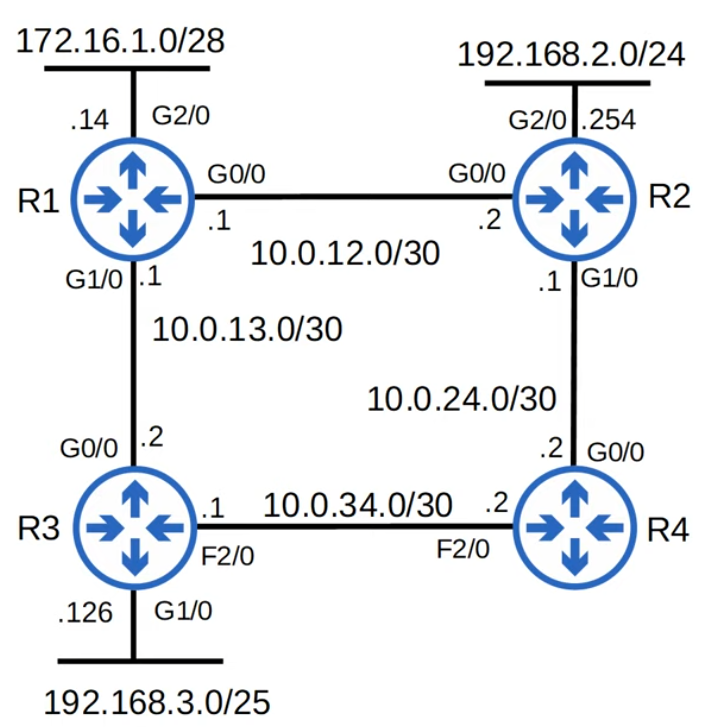 172.16.1.0/28
192.168.2.0/24
.14 G2/0
G2/0 .254
R1
G0/0
G0/0
R2
.1
.2
10.0.12.0/30
G1/0 .1
.1 G1/0
10.0.13.0/30
10.0.24.0/30
G0/0 .2
.2 G0/0
R3
.1
10.0.34.0/30
.2
R4
F2/0
F2/0
.126 G1/0
192.168.3.0/25